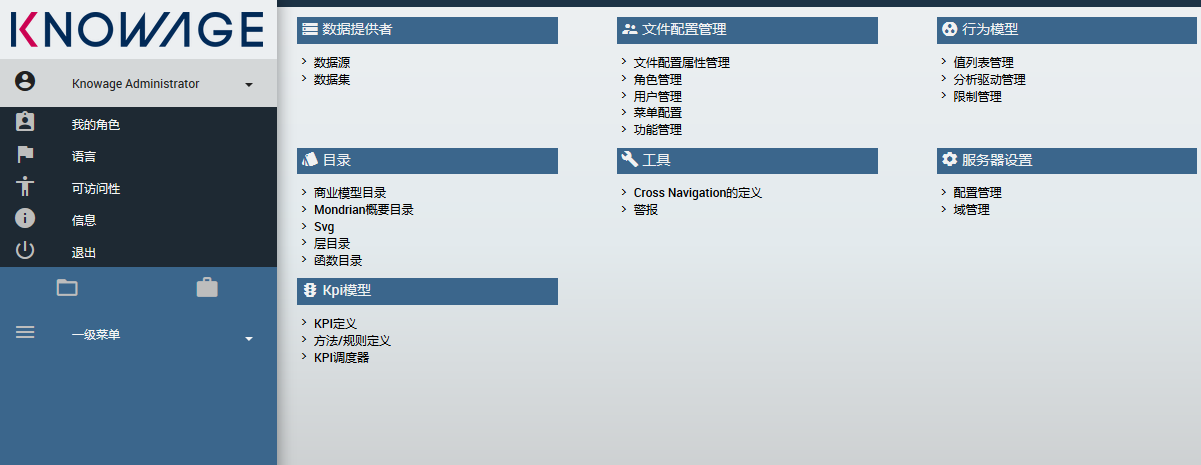 KNOWAGE
Knowage Administrator
我的角色
语言
可访问性
信息
退出
一级菜单
数据提供者
数据源
数据集
文件配置管理
文件配置属性管理
角色管理
用户管理
菜单配置
功能管理
行为模型
值列表管理
分析驱动管理
限制管理
目录
商业模型目录
Mondrian概要目录
Svg
层目录
函数目录
工具
Cross Navigation的定义
警报
服务器设置
配置管理
域管理
Kpi模型
KPI定义
方法/规则定义
KPI调度器